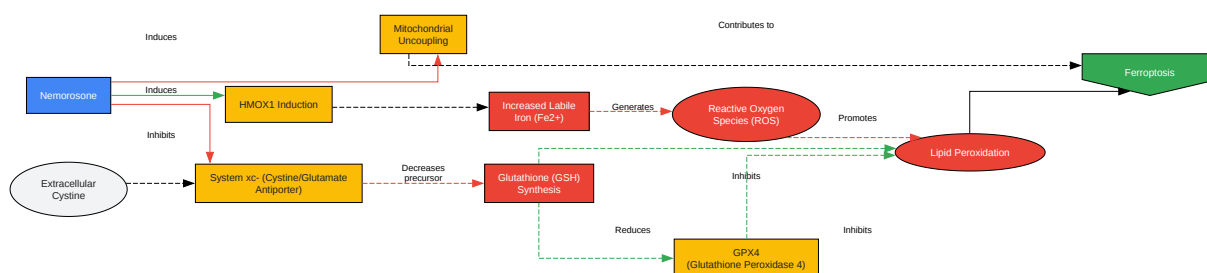 Contributes to
Mitochondrial
Uncoupling
Induces
Ferroptosis
Nemorosone
Induces
HMOX1 Induction
Increased Labile
Iron (Fe2+)
Generates
Reactive Oxygen
Species (ROS)
Promotes
Inhibits
Lipid Peroxidation
Extracellular
Cystine
System xc- (Cystine/Glutamate
Antiporter)
Decreases
precursor
Glutathione (GSH)
Synthesis
Inhibits
Reduces
GPX4
(Glutathione Peroxidase 4)
Inhibits